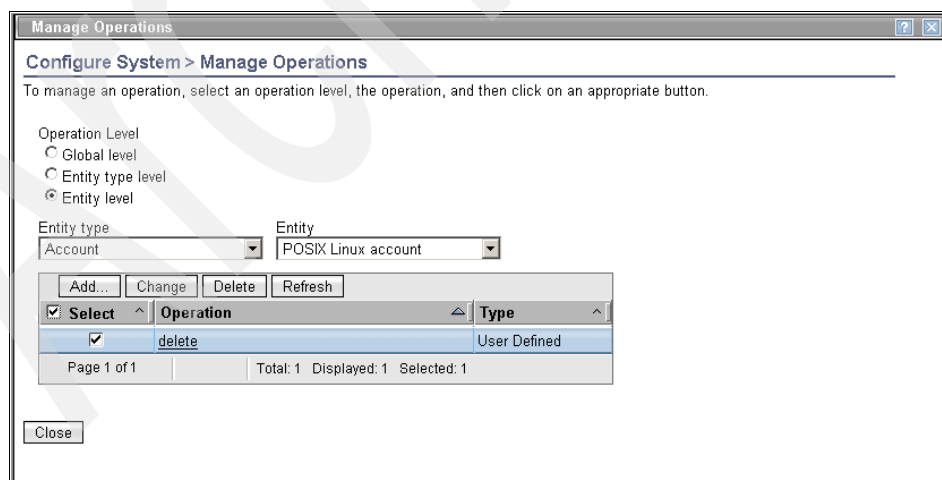 Manage Operations ?
Configure System > Manage Operations
To manage an operation, select an operation level, the operation, and then click on an appropriate button.
Operation Level
Global level
Entity type level
Entity level
Entity type Entity
Account POSIX Linux account
Add... Change Delete Refresh
Select ^ Operation Type ^
delete User Defined
Page 1 of 1 Total: 1 Displayed: 1 Selected: 1
Close